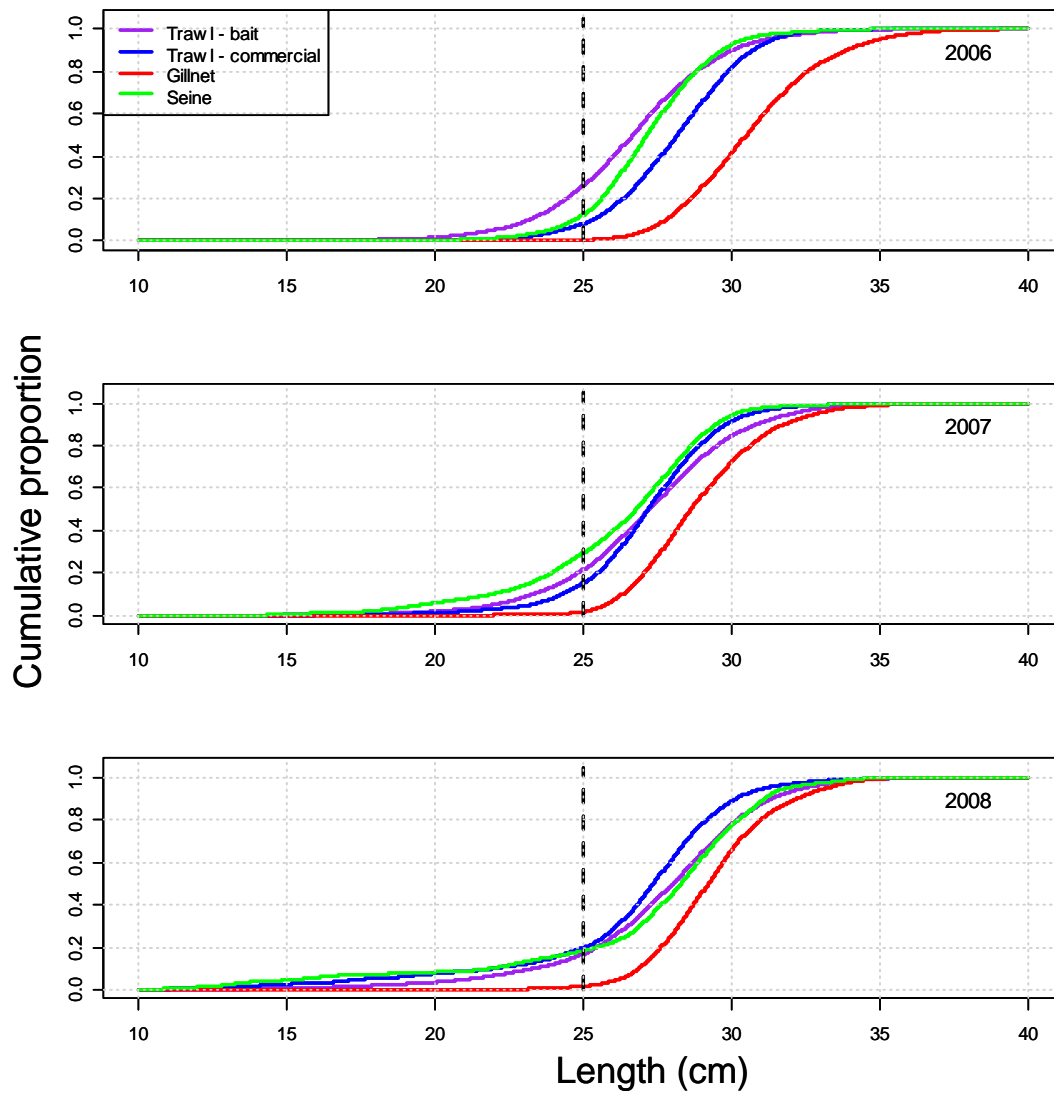 Trawl - bait
Trawl - commercial
Gillnet
Seine
2006
0.0 0.2 0.4 0.6 0.8 1.0
10 15 20 25 30 35 40
2007
0.0 0.2 0.4 0.6 0.8 1.0
10 15 20 25 30 35 40
Cumulative proportion
2008
0.0 0.2 0.4 0.6 0.8 1.0
10 15 20 25 30 35 40
Length (cm)